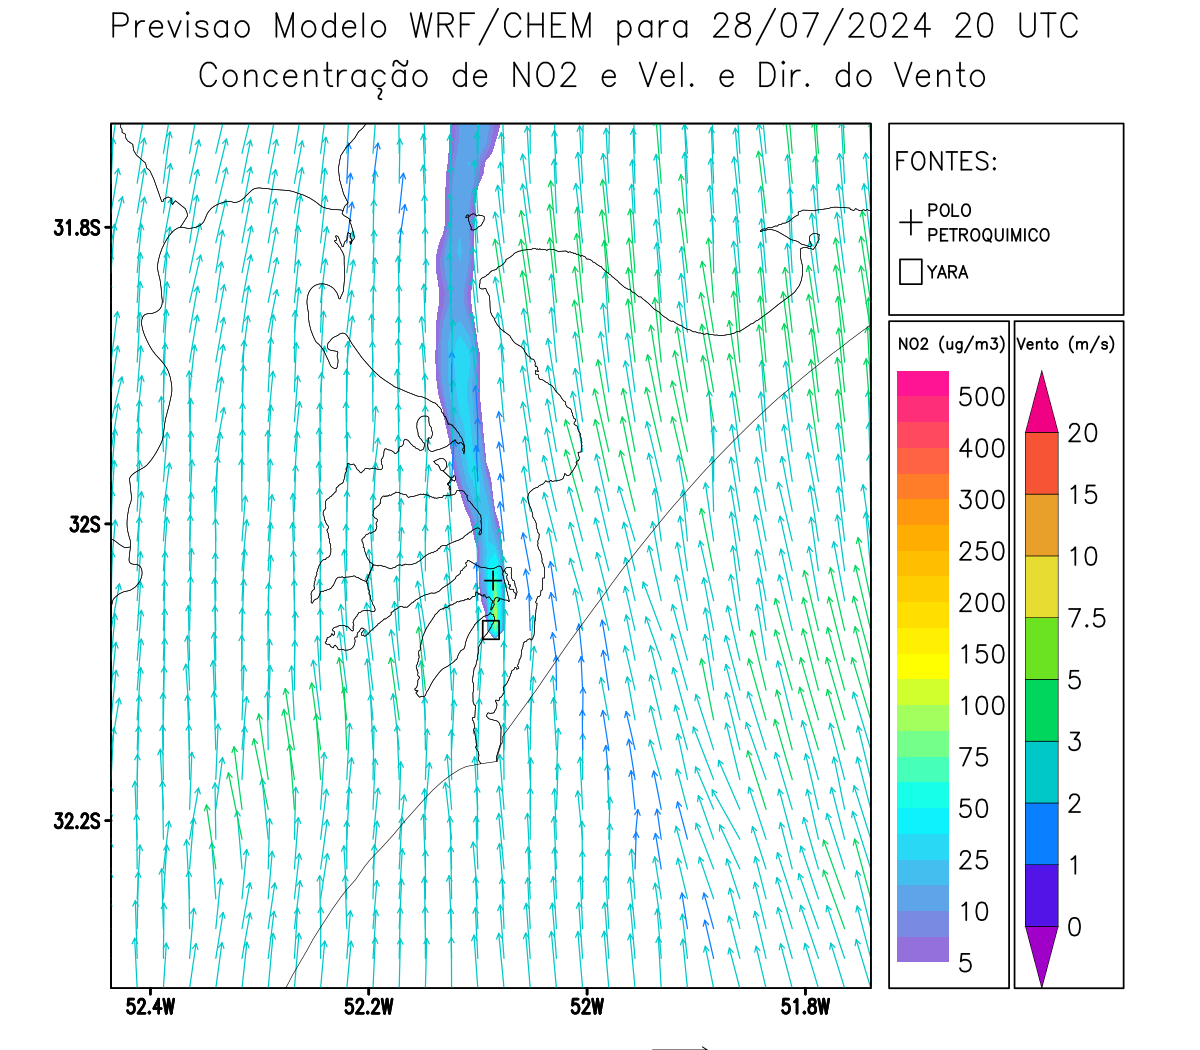 Previsao Modelo WRF/CHEM para 28/07/2024 20 UTC
Concentração de NO2 e Vel. e Dir. do Vento
FONTES:
POLO
PETROQUIMICO
YARA
NO2 (ug/m3)
500
400
300
250
200
150
100
75
50
25
10
5
Vento (m/s)
20
15
10
7.5
5
3
2
1
0
31.8S
32S
32.2S
52.4W
52.2W
52W
51.8W